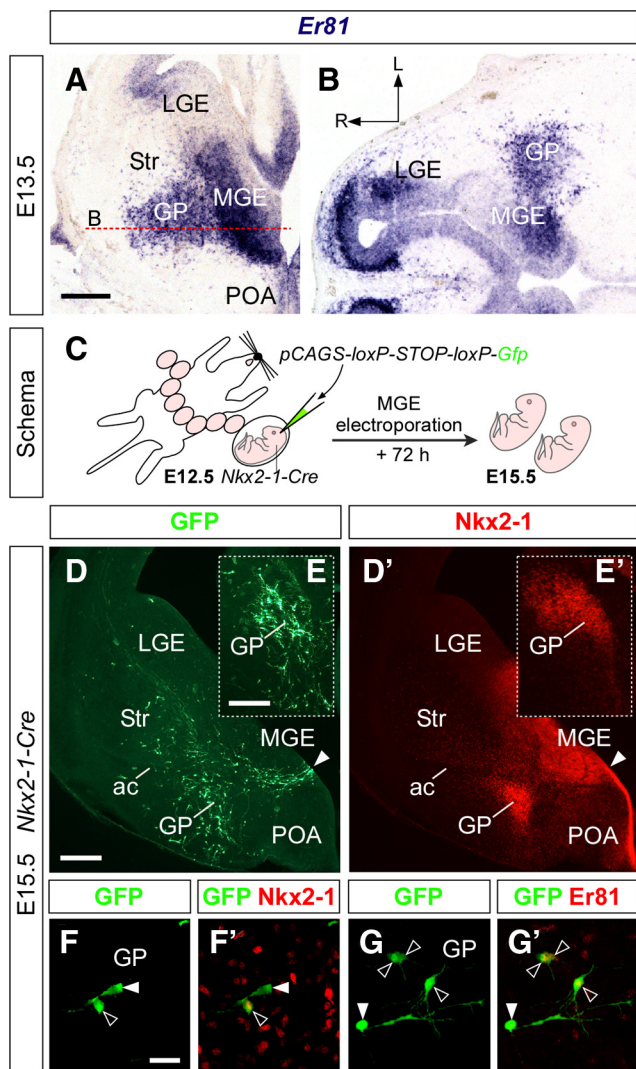 Er81
E13.5
A
LGE
Str
GP
MGE
B
POA
B
L
R
LGE
GP
MGE
Schema
C
pCAGS-loxP-STOP-loxP-Gfp
MGE
electroporation
+ 72 h
E12.5 Nkx2-1-Cre
E15.5
GFP
Nkx2-1
E15.5 Nkx2-1-Cre
D
E
GP
LGE
Str
MGE
ac
GP
POA
D'
E'
GP
LGE
Str
MGE
ac
GP
POA
GFP
GFP Nkx2-1
GFP
GFP Er81
F
GP
F'
G
GP
G'